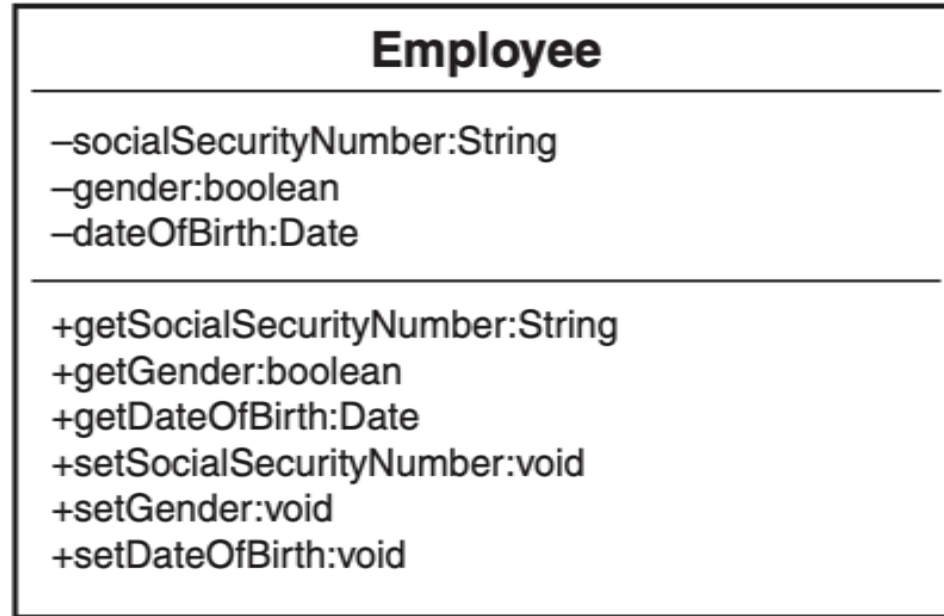 Employee
–socialSecurityNumber:String
–gender:boolean
–dateOfBirth:Date
+getSocialSecurityNumber:String
+getGender:boolean
+getDateOfBirth:Date
+setSocialSecurityNumber:void
+setGender:void
+setDateOfBirth:void